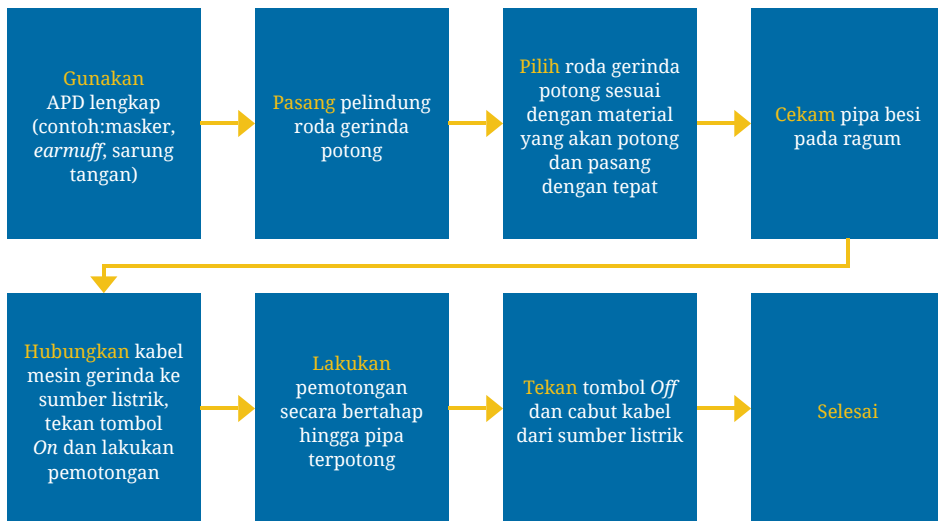 Gunakan
APD lengkap
(contoh:masker,
earmuff, sarung
tangan)
Pasang pelindung
roda gerinda
potong
Pilih roda gerinda
potong sesuai
dengan material
yang akan potong
dan pasang
dengan tepat
Cekam pipa besi
pada ragum
Hubungkan kabel
mesin gerinda ke
sumber listrik,
tekan tombol
On dan lakukan
pemotongan
Lakukan
pemotongan
secara bertahap
hingga pipa
terpotong
Tekan tombol Off
dan cabut kabel
dari sumber listrik
Selesai